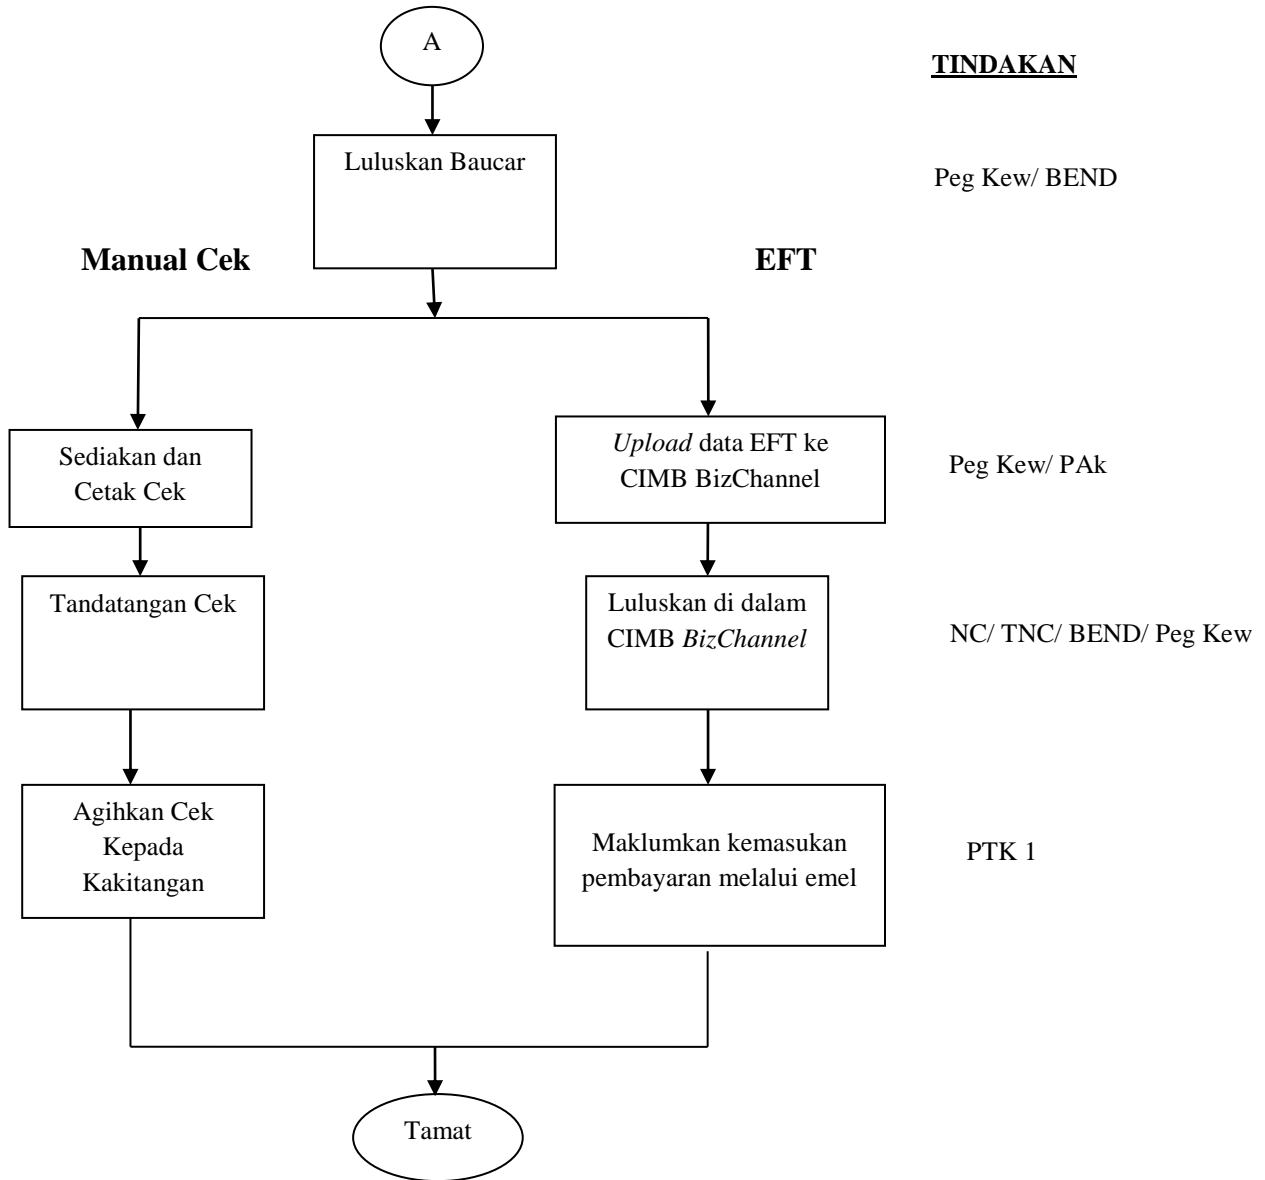 A
TINDAKAN
Luluskan Baucar
Peg Kew/ BEND
Manual Cek
EFT
Sediakan dan
Cetak Cek
Upload data EFT ke
CIMB BizChannel
Peg Kew/ PAk
Tandatangan Cek
Luluskan di dalam
CIMB BizChannel
NC/ TNC/ BEND/ Peg Kew
Agihkan Cek
Kepada
Kakitangan
Maklumkan kemasukan
pembayaran melalui emel
PTK 1
Tamat